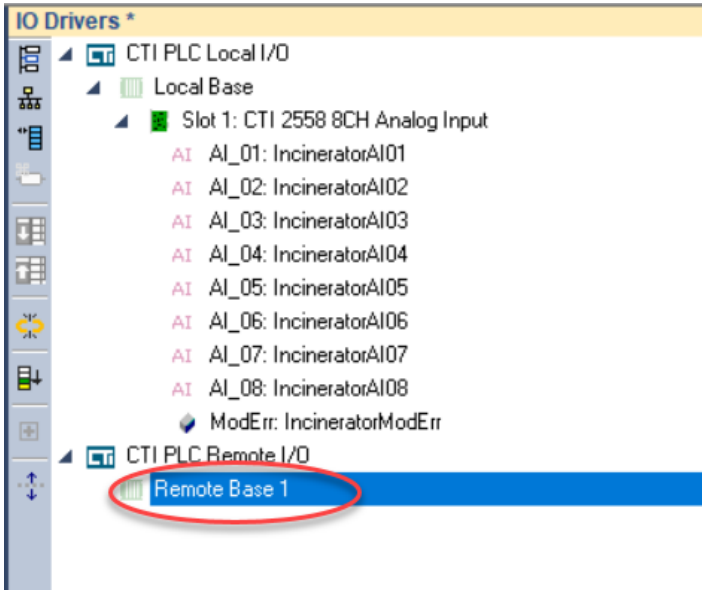 IO Drivers *
CTI PLC Local I/O
Local Base
Slot 1: CTI 2558 8CH Analog Input
AI AI_01: IncineratorAI01
AI AI_02: IncineratorAI02
AI AI_03: IncineratorAI03
AI AI_04: IncineratorAI04
AI AI_05: IncineratorAI05
AI AI_06: IncineratorAI06
AI AI_07: IncineratorAI07
AI AI_08: IncineratorAI08
ModErr: IncineratorModErr
CTI PLC Remote I/O
Remote Base 1